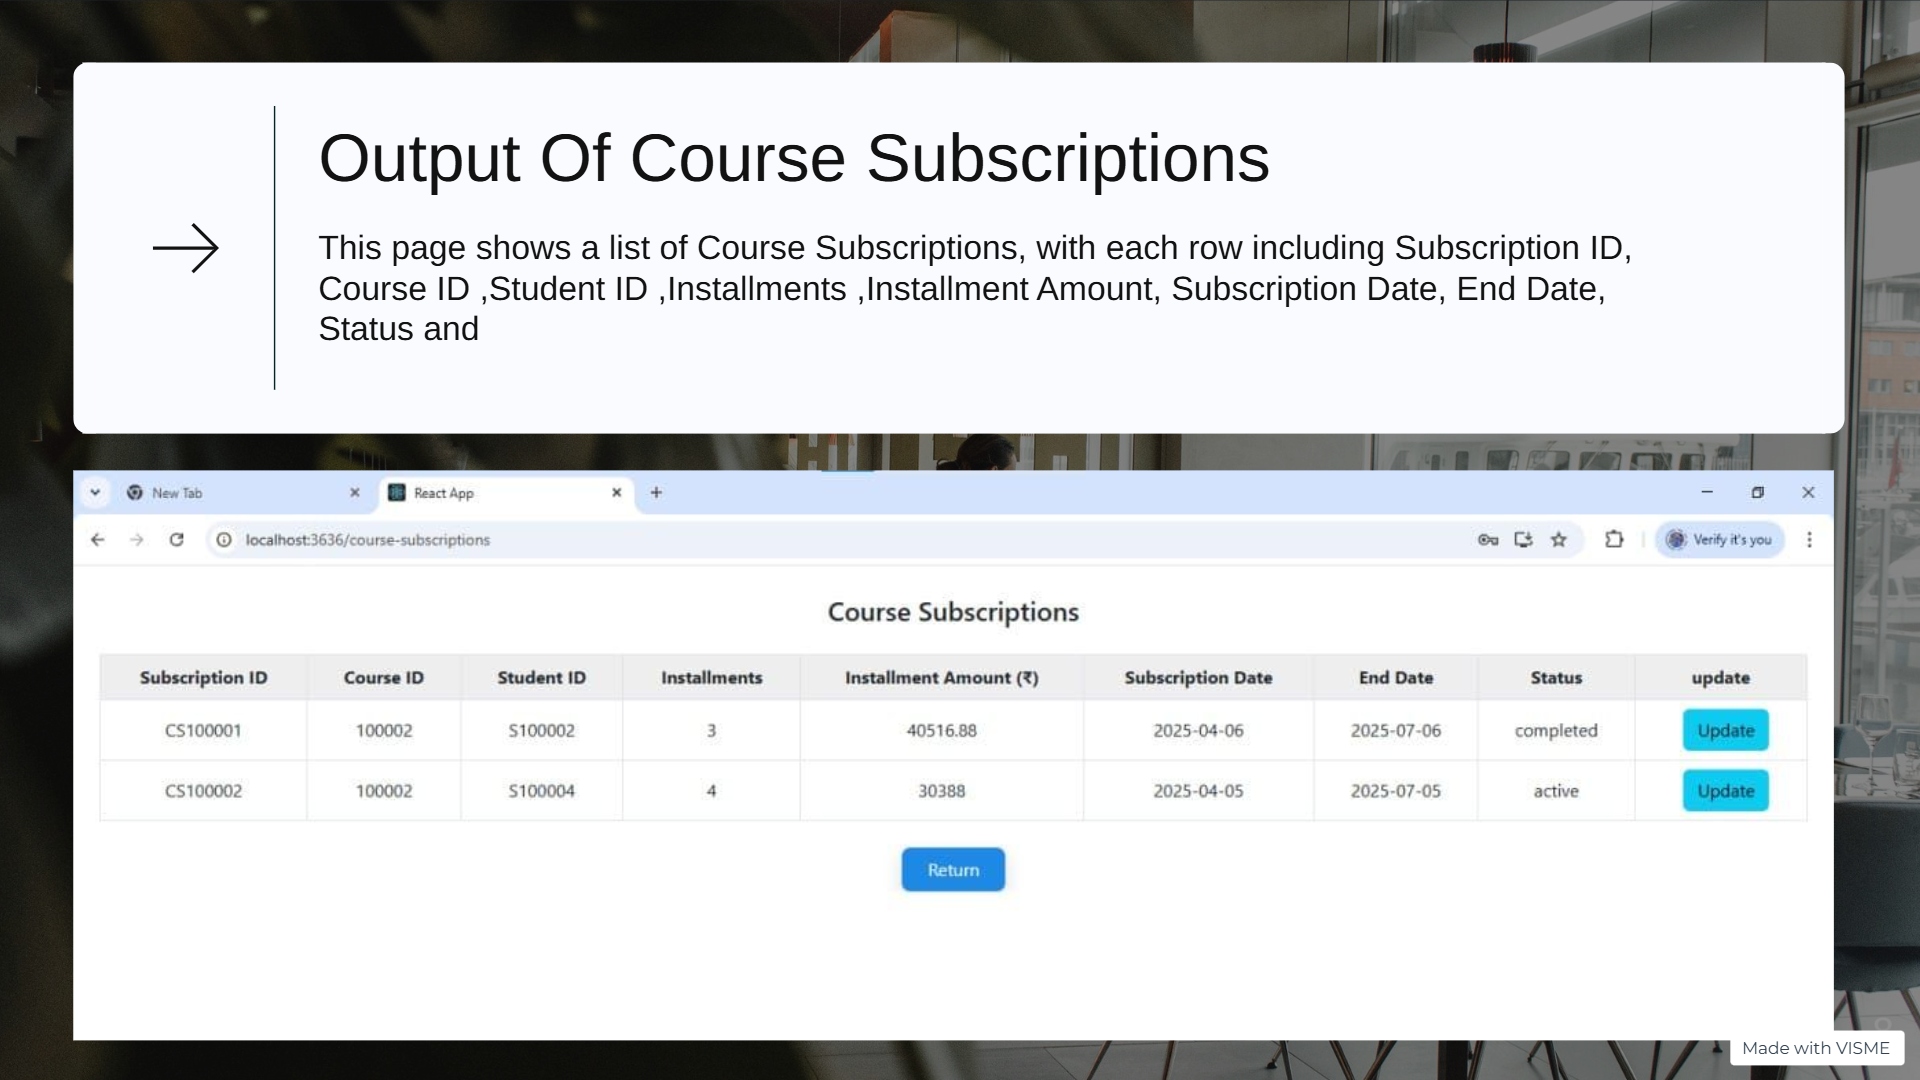 Output Of Course Subscriptions
This page shows a list of Course Subscriptions, with each row including Subscription ID,
Course ID ,Student ID ,Installments ,Installment Amount, Subscription Date, End Date,
Status and
New Tab
React App
localhost:3636/course-subscriptions
Verify it's you
Course Subscriptions
Subscription ID Course ID Student ID Installments Installment Amount (₹) Subscription Date End Date Status update
CS100001 100002 S100002 3 40516.88 2025-04-06 2025-07-06 completed Update
CS100002 100002 S100004 4 30388 2025-04-05 2025-07-05 active Update
Return
Made with VISME